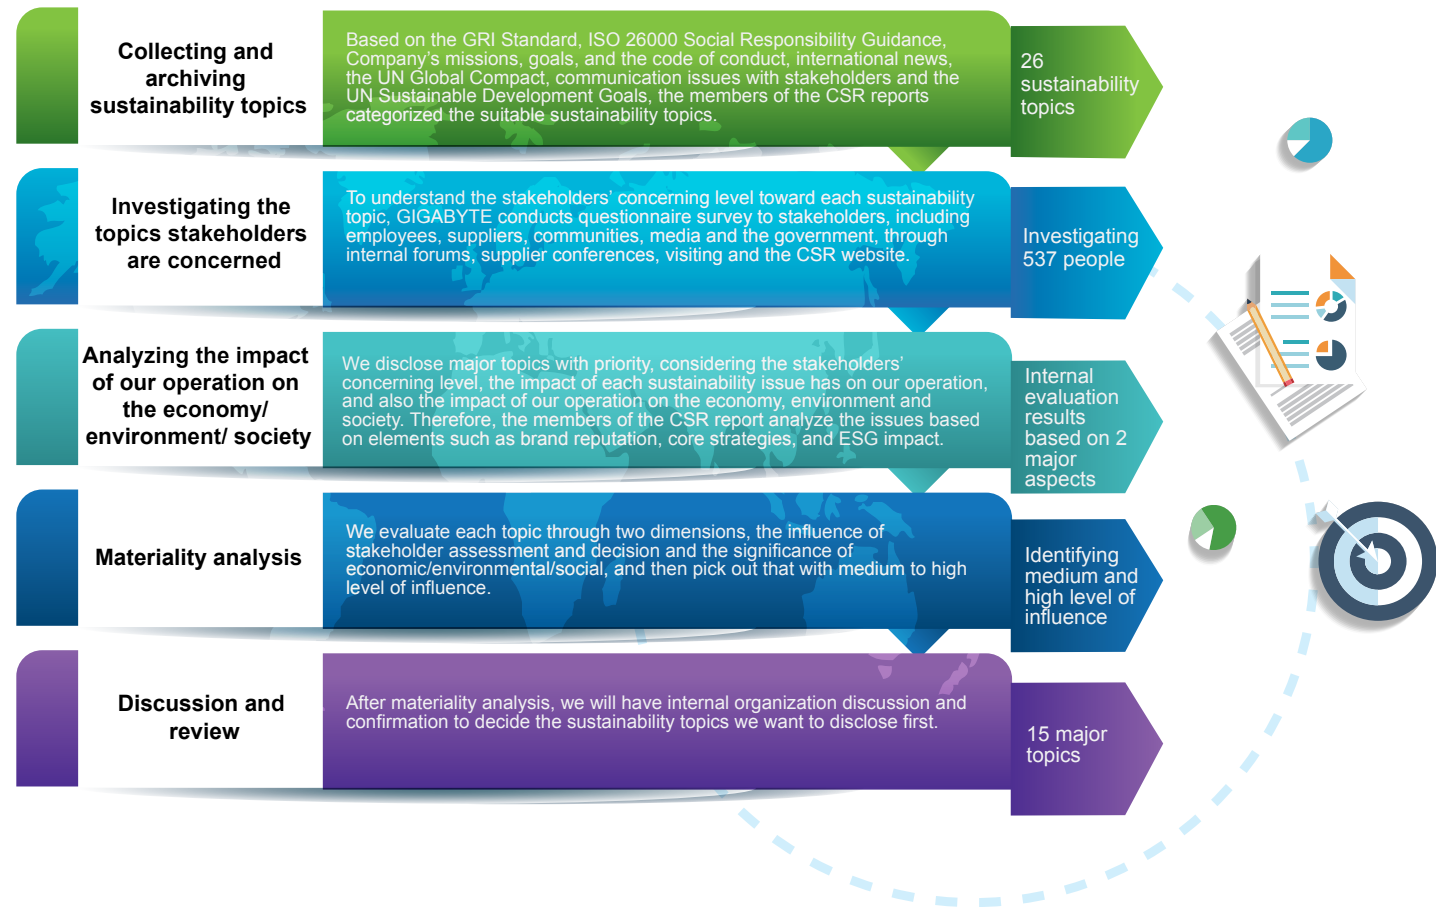 Collecting and
archiving
sustainability topics
Based on the GRI Standard, ISO 26000 Social Responsibility Guidance,
Company's missions, goals, and the code of conduct, international news,
the UN Global Compact, communication issues with stakeholders and the
UN Sustainable Development Goals, the members of the CSR reports
categorized the suitable sustainability topics.
26
sustainability
topics
Investigating the
topics stakeholders
are concerned
To understand the stakeholders' concerning level toward each sustainability
topic, GIGABYTE conducts questionnaire survey to stakeholders, including
employees, suppliers, communities, media and the government, through
internal forums, supplier conferences, visiting and the CSR website.
Investigating
537 people
Analyzing the impact
of our operation on
the economy/
environment/ society
We disclose major topics with priority, considering the stakeholders'
concerning level, the impact of each sustainability issue has on our operation,
and also the impact of our operation on the economy, environment and
society. Therefore, the members of the CSR report analyze the issues based
on elements such as brand reputation, core strategies, and ESG impact.
Internal
evaluation
results
based on 2
major
aspects
Materiality analysis
We evaluate each topic through two dimensions, the influence of
stakeholder assessment and decision and the significance of
economic/environmental/social, and then pick out that with medium to high
level of influence.
Identifying
medium and
high level of
influence
Discussion and
review
After materiality analysis, we will have internal organization discussion and
confirmation to decide the sustainability topics we want to disclose first.
15 major
topics